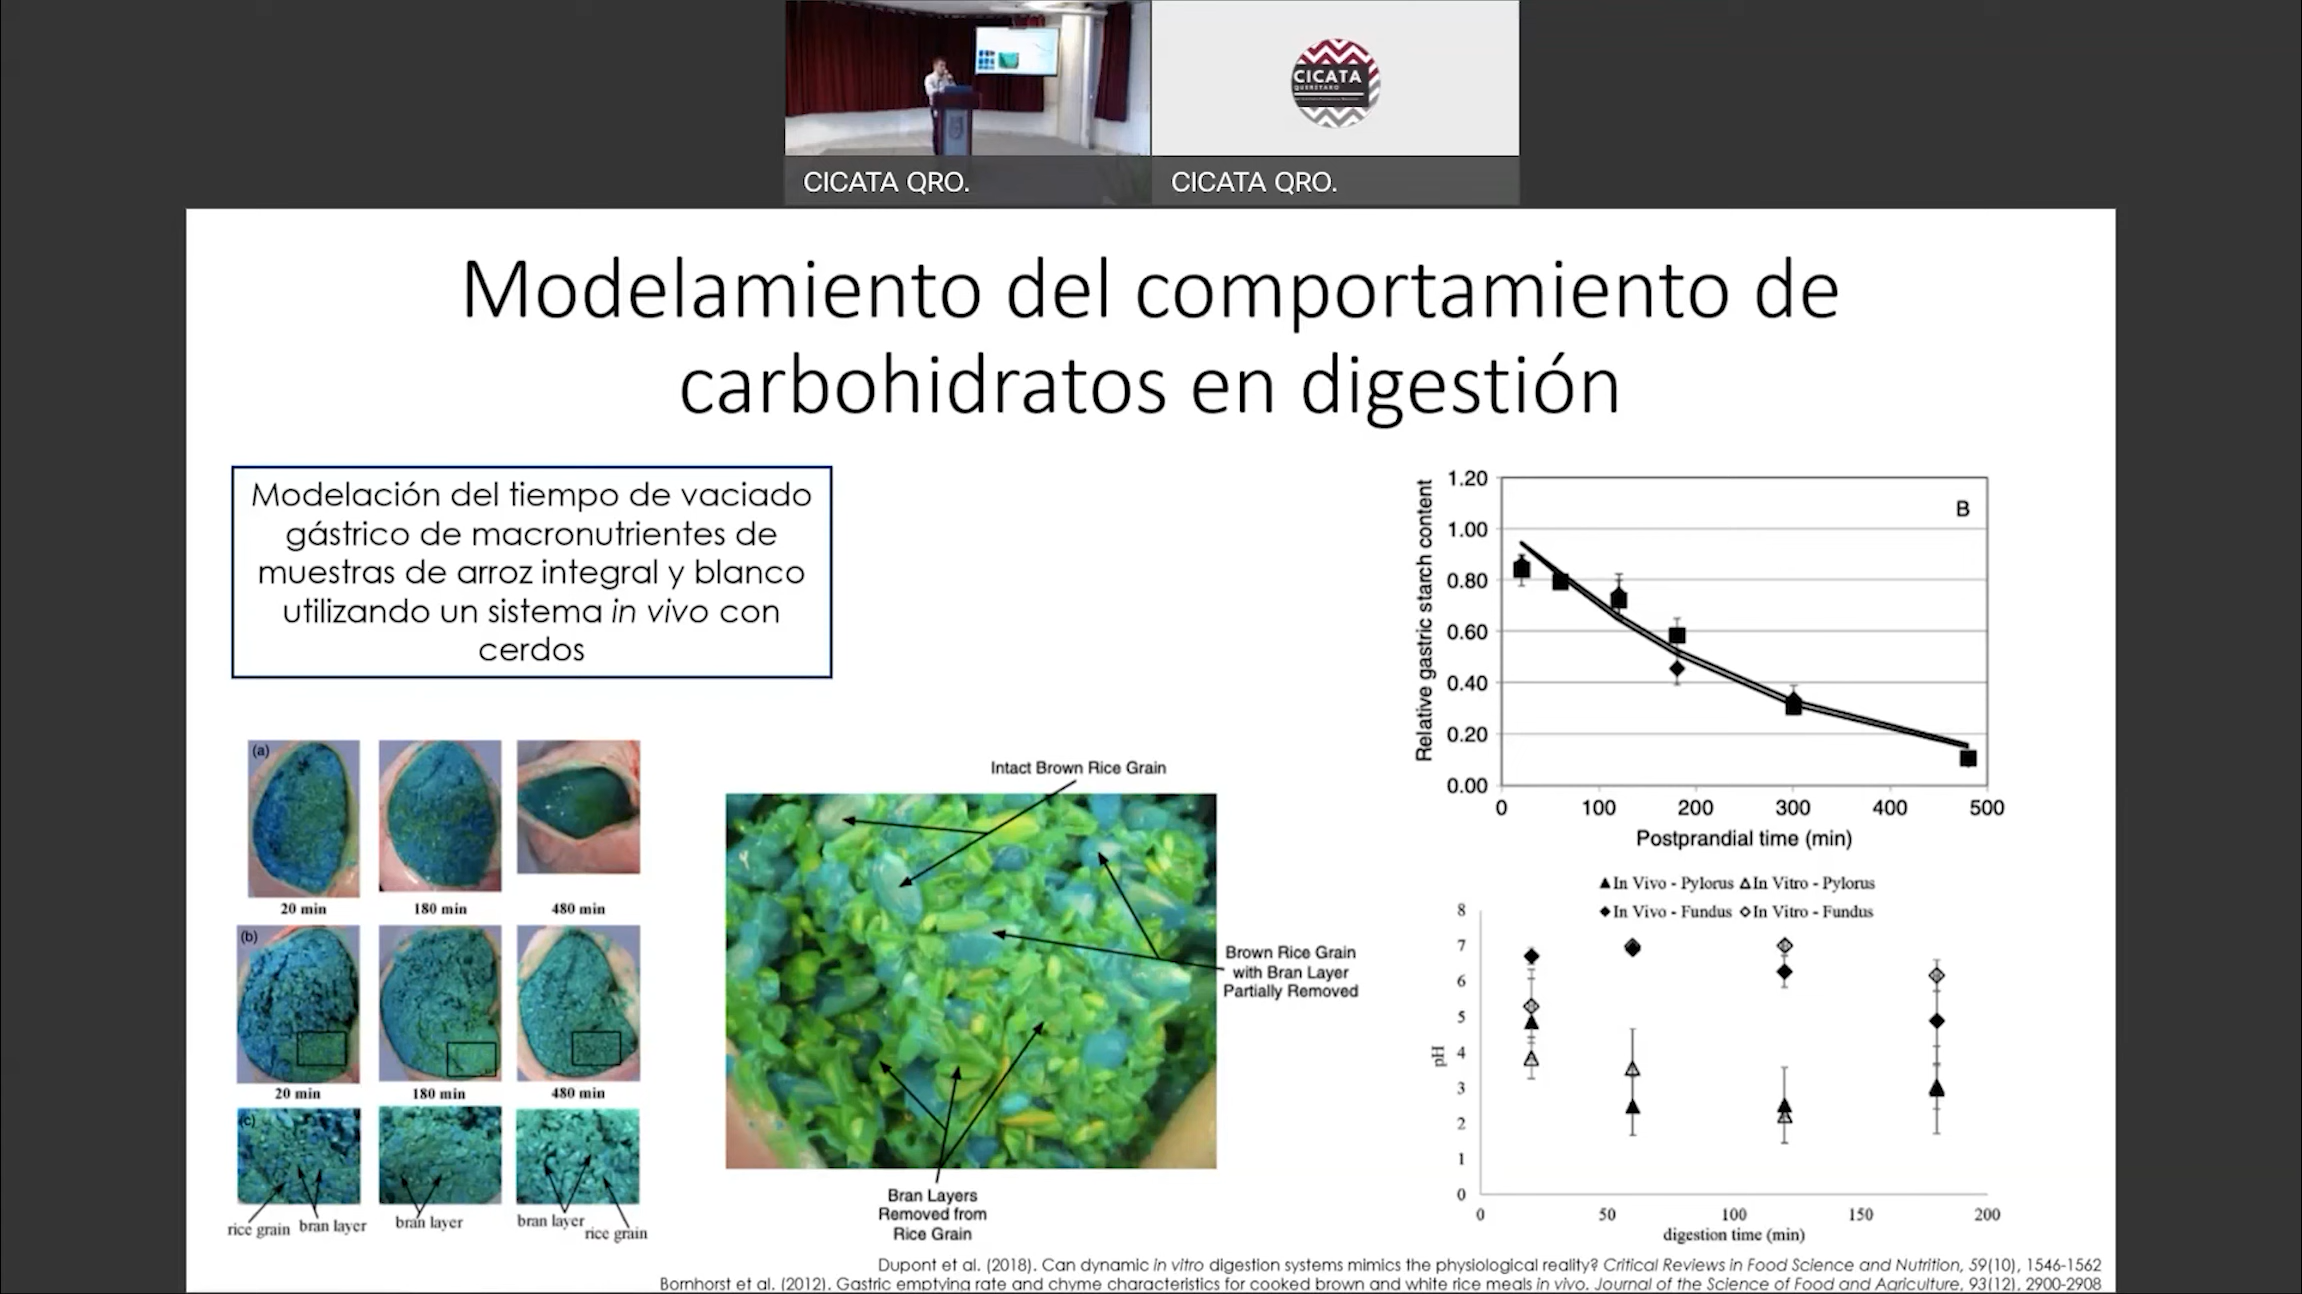 CICATA
QUERÉTARO
CICATA QRO.
CICATA QRO.
Modelamiento del comportamiento de
carbohidratos en digestión
Modelación del tiempo de vaciado
gástrico de macronutrientes de
muestras de arroz integral y blanco
utilizando un sistema in vivo con
cerdos
(a)
20 min
180 min
480 min
(b)
20 min
180 min
480 min
(c)
rice grain
bran layer
bran layer
bran layer
rice grain
Intact Brown Rice Grain
Brown Rice Grain
with Bran Layer
Partially Removed
Bran Layers
Removed from
Rice Grain
Relative gastric starch content
1.20
1.00
0.80
0.60
0.40
0.20
0.00
B
0 100 200 300 400 500
Postprandial time (min)
▲In Vivo - Pylorus △In Vitro - Pylorus
◆In Vivo - Fundus ◇In Vitro - Fundus
pH
8
7
6
5
4
3
2
1
0
0 50 100 150 200
digestion time (min)
Dupont et al. (2018). Can dynamic in vitro digestion systems mimics the physiological reality? Critical Reviews in Food Science and Nutrition, 59(10), 1546-1562
Bornhorst et al. (2012). Gastric emptying rate and chyme characteristics for cooked brown and white rice meals in vivo. Journal of the Science of Food and Agriculture, 93(12), 2900-2908